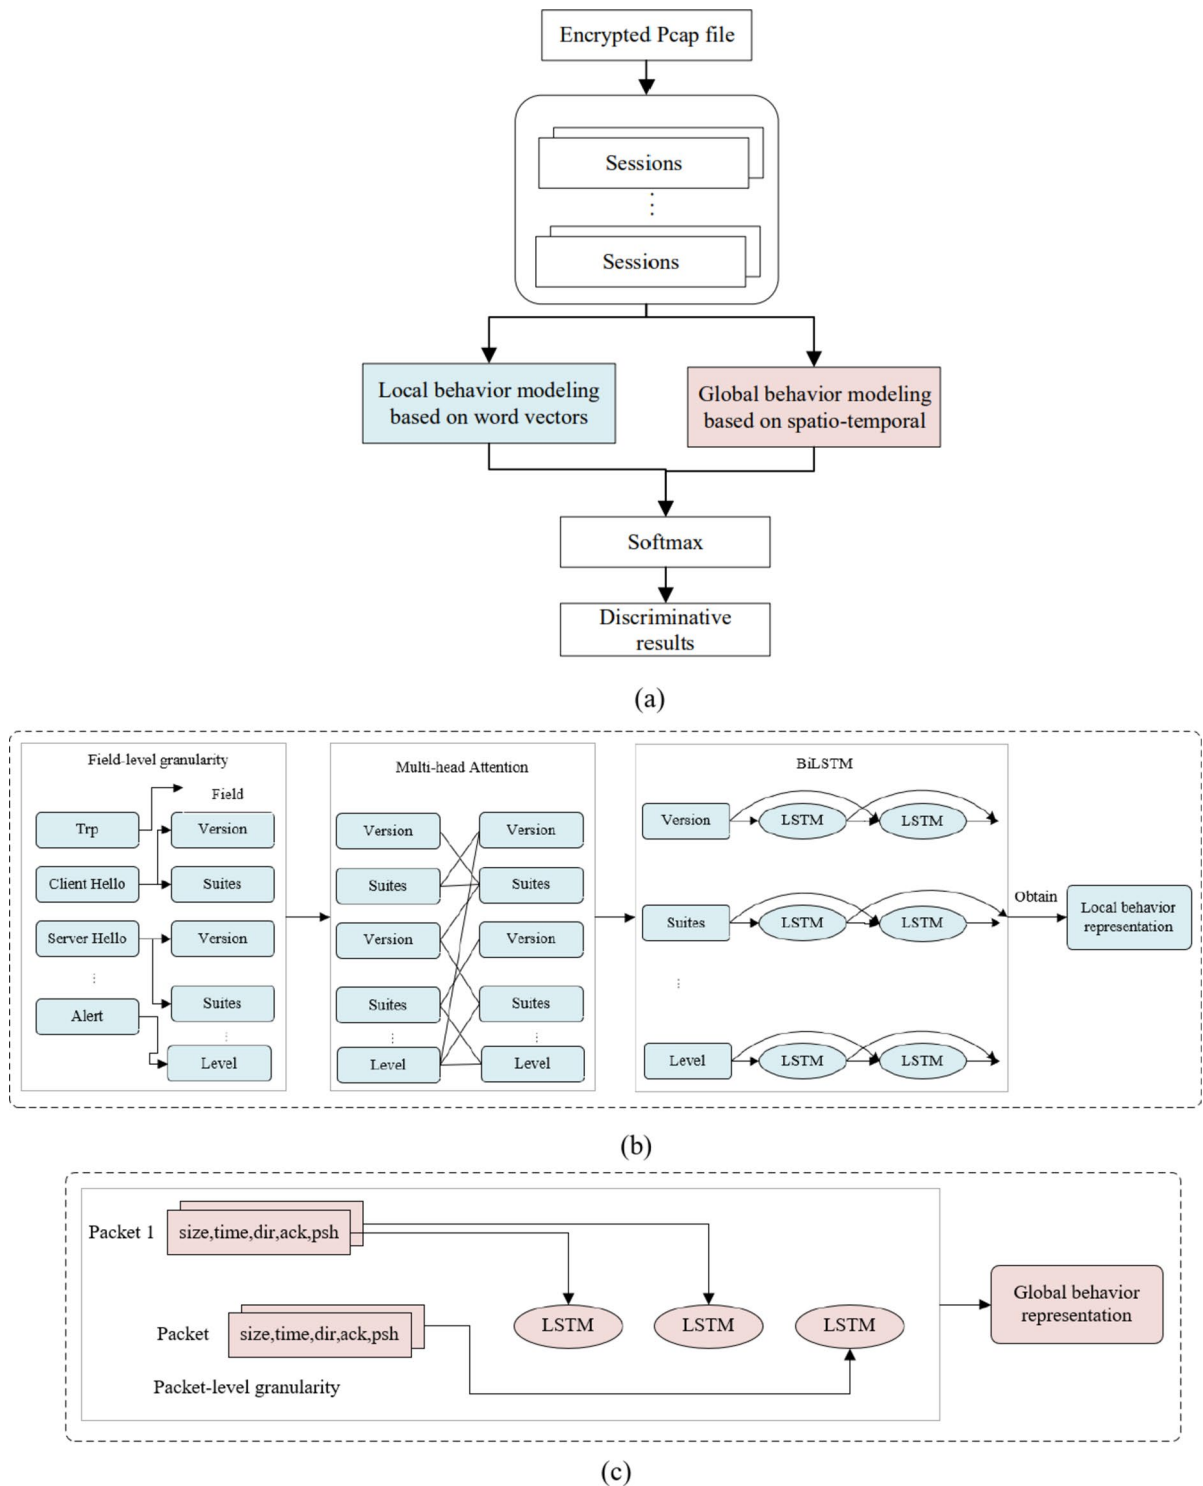 Encrypted Pcap file
Sessions
⋮
Sessions
Local behavior modeling
based on word vectors
Global behavior modeling
based on spatio-temporal
Softmax
Discriminative
results
(a)
Field-level granularity
Field
Trp
Version
Client Hello
Suites
Server Hello
Version
⋮
Suites
Alert
⋮
Level
Multi-head Attention
Version
Version
Suites
Suites
Version
Version
Suites
Suites
⋮
⋮
Level
Level
BiLSTM
Version
LSTM
LSTM
Suites
LSTM
LSTM
⋮
Level
LSTM
LSTM
Obtain
Local behavior
representation
(b)
Packet 1
size,time,dir,ack,psh
Packet
size,time,dir,ack,psh
LSTM
LSTM
LSTM
Packet-level granularity
Global behavior
representation
(c)